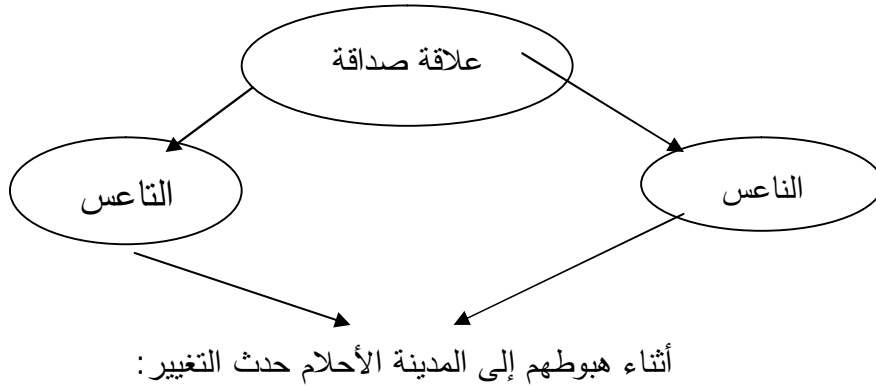 علاقة صداقة
الناعس
التاعس
أثناء هبوطهم إلى المدينة الأحلام حدث التغيير: